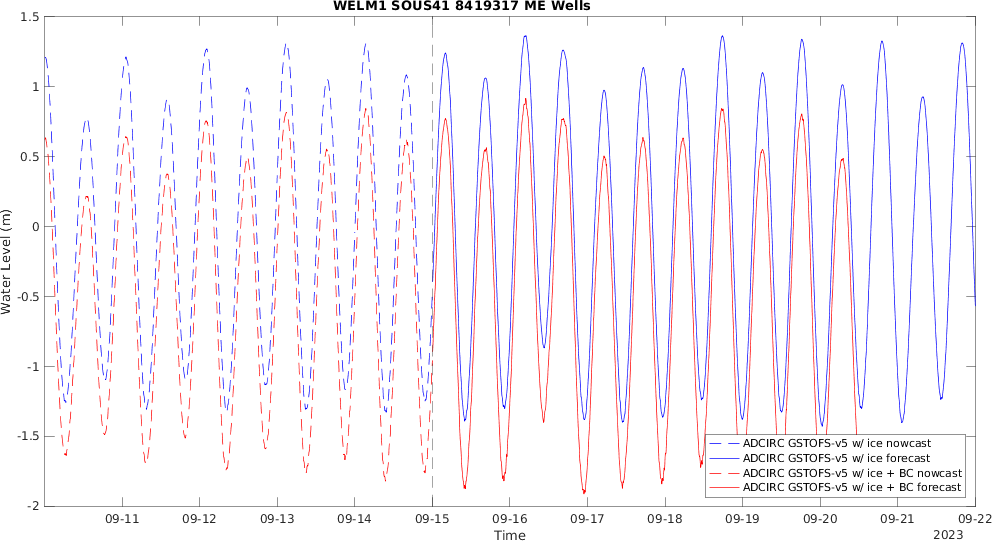 WELM1 SOUS41 8419317 ME Wells
1.5
1
0.5
0
-0.5
-1
-1.5
-2
Water Level (m)
ADCIRC GSTOFS-v5 w/ ice nowcast
ADCIRC GSTOFS-v5 w/ ice forecast
ADCIRC GSTOFS-v5 w/ ice + BC nowcast
ADCIRC GSTOFS-v5 w/ ice + BC forecast
09-11 09-12 09-13 09-14 09-15 09-16 09-17 09-18 09-19 09-20 09-21 09-22
Time
2023